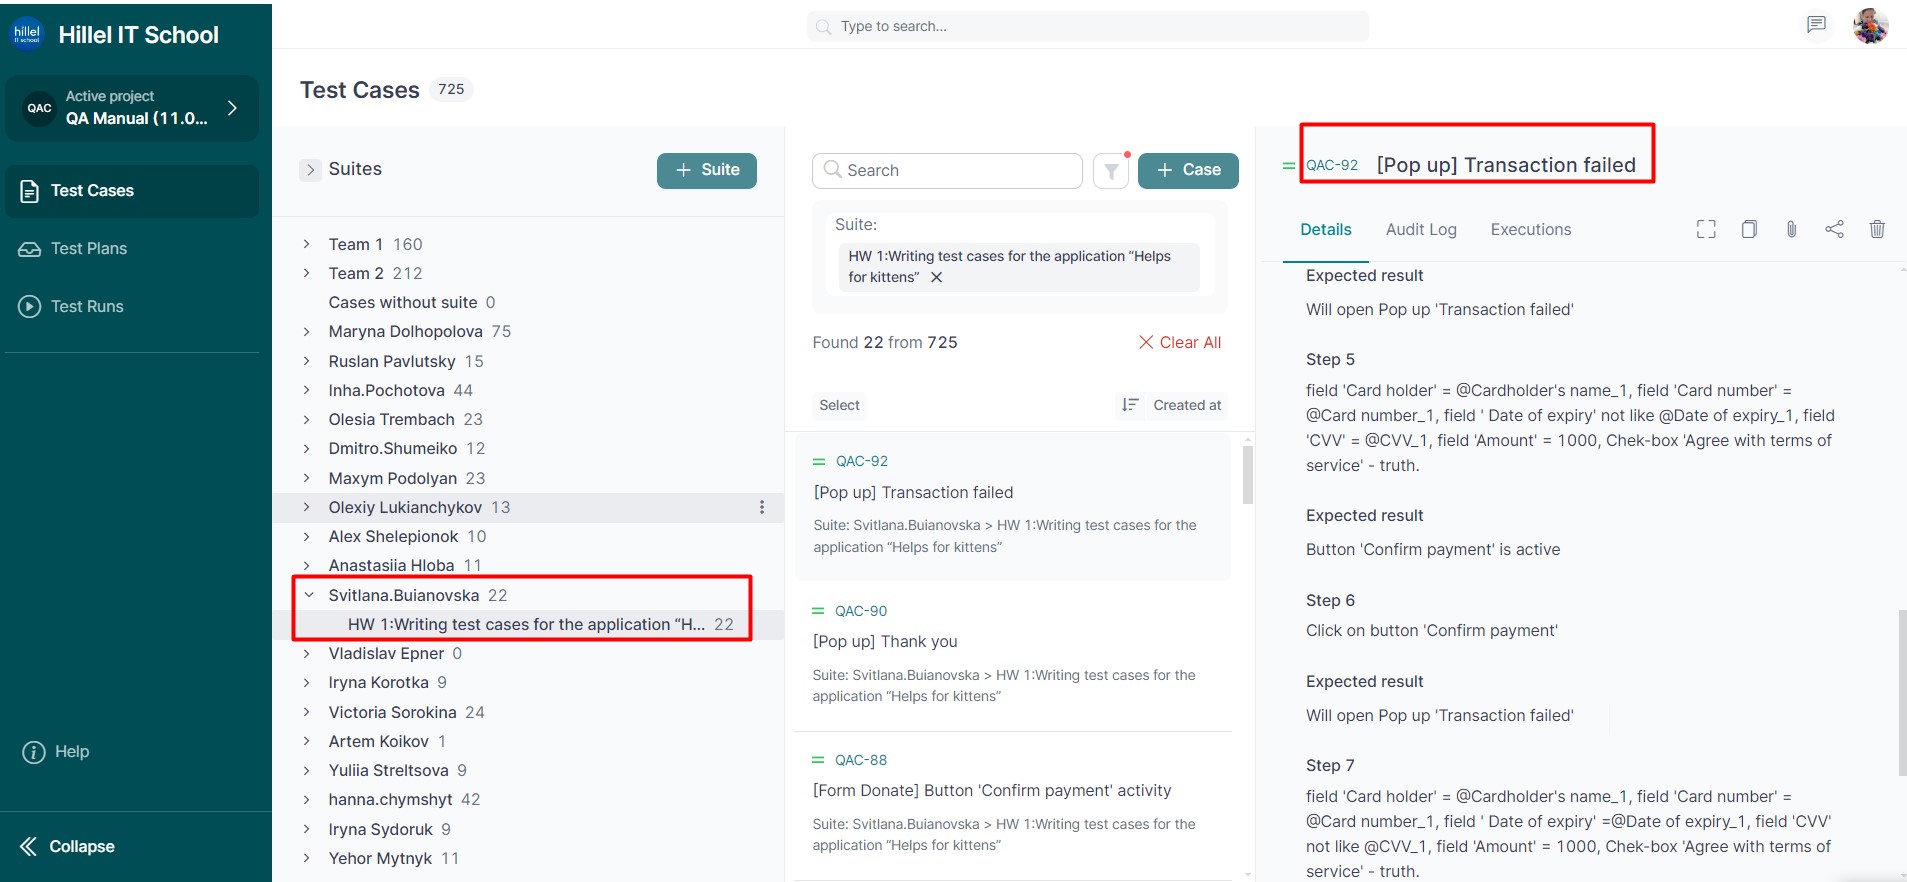 hillel
IT school
Hillel IT School
QAC
Active project
QA Manual (11.0...
Test Cases
Test Plans
Test Runs
Help
Collapse
Type to search...
Test Cases 725
Suites
+ Suite
Team 1 160
Team 2 212
Cases without suite 0
Maryna Dolhopolova 75
Ruslan Pavlutsky 15
Inha.Pochotova 44
Olesia Trembach 23
Dmitro.Shumeiko 12
Maxym Podolyan 23
Olexiy Lukianchykov 13
Alex Shelepionok 10
Anastasiia Hloba 11
Svitlana.Buianovska 22
HW 1:Writing test cases for the application “H... 22
Vladislav Epner 0
Iryna Korotka 9
Victoria Sorokina 24
Artem Koikov 1
Yuliia Streltsova 9
hanna.chymshyt 42
Iryna Sydoruk 9
Yehor Mytnyk 11
Search
+ Case
Suite:
HW 1:Writing test cases for the application “Helps
for kittens”
Found 22 from 725
Clear All
Select
Created at
QAC-92
[Pop up] Transaction failed
Suite: Svitlana.Buianovska > HW 1:Writing test cases for the
application “Helps for kittens”
QAC-90
[Pop up] Thank you
Suite: Svitlana.Buianovska > HW 1:Writing test cases for the
application “Helps for kittens”
QAC-88
[Form Donate] Button 'Confirm payment' activity
Suite: Svitlana.Buianovska > HW 1:Writing test cases for the
application “Helps for kittens”
QAC-92 [Pop up] Transaction failed
Details Audit Log Executions
Expected result
Will open Pop up 'Transaction failed'
Step 5
field 'Card holder' = @Cardholder's name_1, field 'Card number' =
@Card number_1, field ' Date of expiry' not like @Date of expiry_1, field
'CVV' = @CVV_1, field 'Amount' = 1000, Chek-box 'Agree with terms of
service' - truth.
Expected result
Button 'Confirm payment' is active
Step 6
Click on button 'Confirm payment'
Expected result
Will open Pop up 'Transaction failed'
Step 7
field 'Card holder' = @Cardholder's name_1, field 'Card number' =
@Card number_1, field ' Date of expiry' =@Date of expiry_1, field 'CVV'
not like @CVV_1, field 'Amount' = 1000, Chek-box 'Agree with terms of
service' - truth.